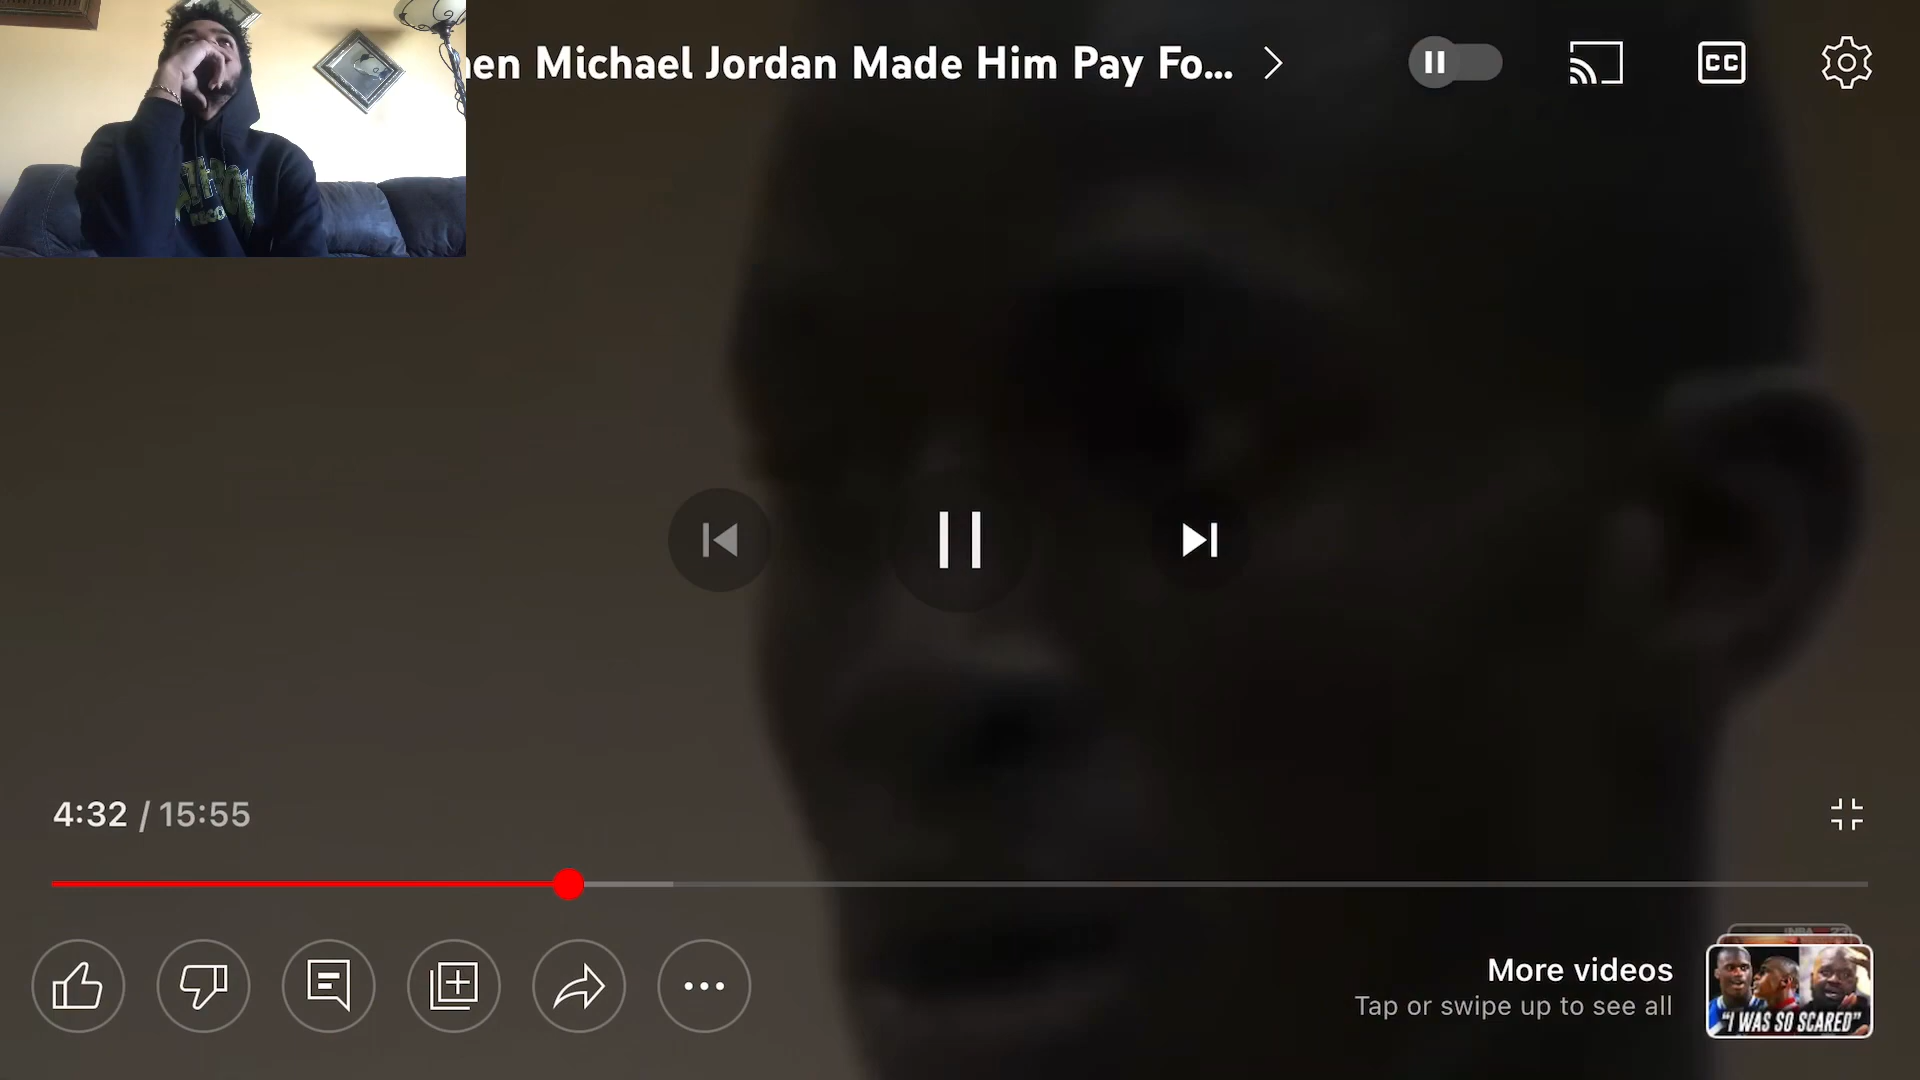 en Michael Jordan Made Him Pay Fo...
CC
4:32 / 15:55
More videos
Tap or swipe up to see all
"I WAS SO SCARED"